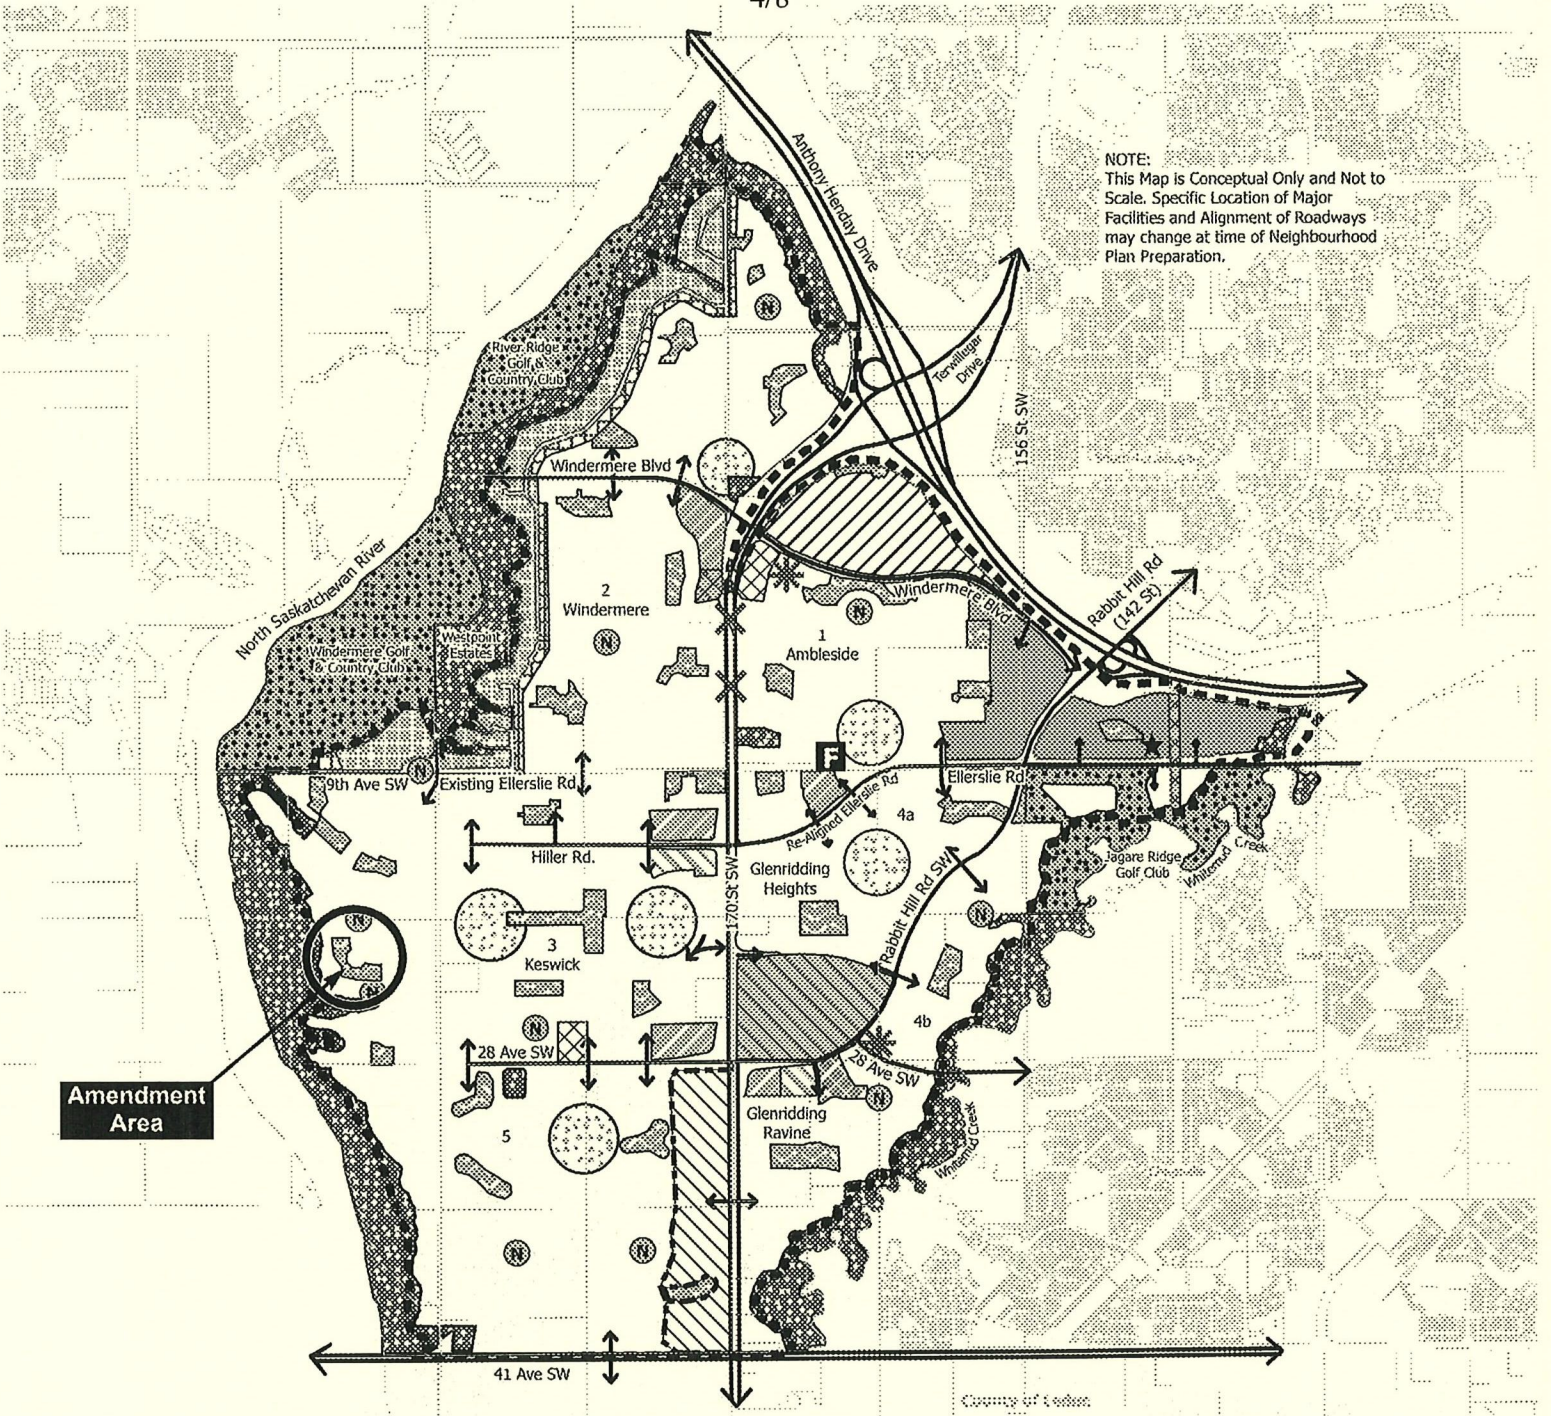 4/8
NOTE:
This Map is Conceptual Only and Not to
Scale. Specific Location of Major
Facilities and Alignment of Roadways
may change at time of Neighbourhood
Plan Preparation.
Anthony Henday Drive
Terwillegar
Drive
156 St SW
N
River Ridge
Golf &
Country Club
Windermere Blvd
North Saskatchewan River
Windermere Golf
& Country Club
Westpoint
Estates
2
Windermere
N
1
Ambleside
N
Windermere Blvd
Rabbit Hill Rd
(142 St)
F
9th Ave SW
N
Existing Ellerslie Rd
Ellerslie Rd
Re-Aligned Ellerslie Rd
4a
Hiller Rd.
170 St SW
Glenridding
Heights
Rabbit Hill Rd SW
Jagare Ridge
Golf Club
Whitemud Creek
N
N
N
3
Keswick
N
28 Ave SW
4b
28 Ave SW
N
Amendment
Area
5
Glenridding
Ravine
Whitemud Creek
N
N
41 Ave SW
County of Leduc